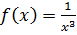 f(x) = 1/x³